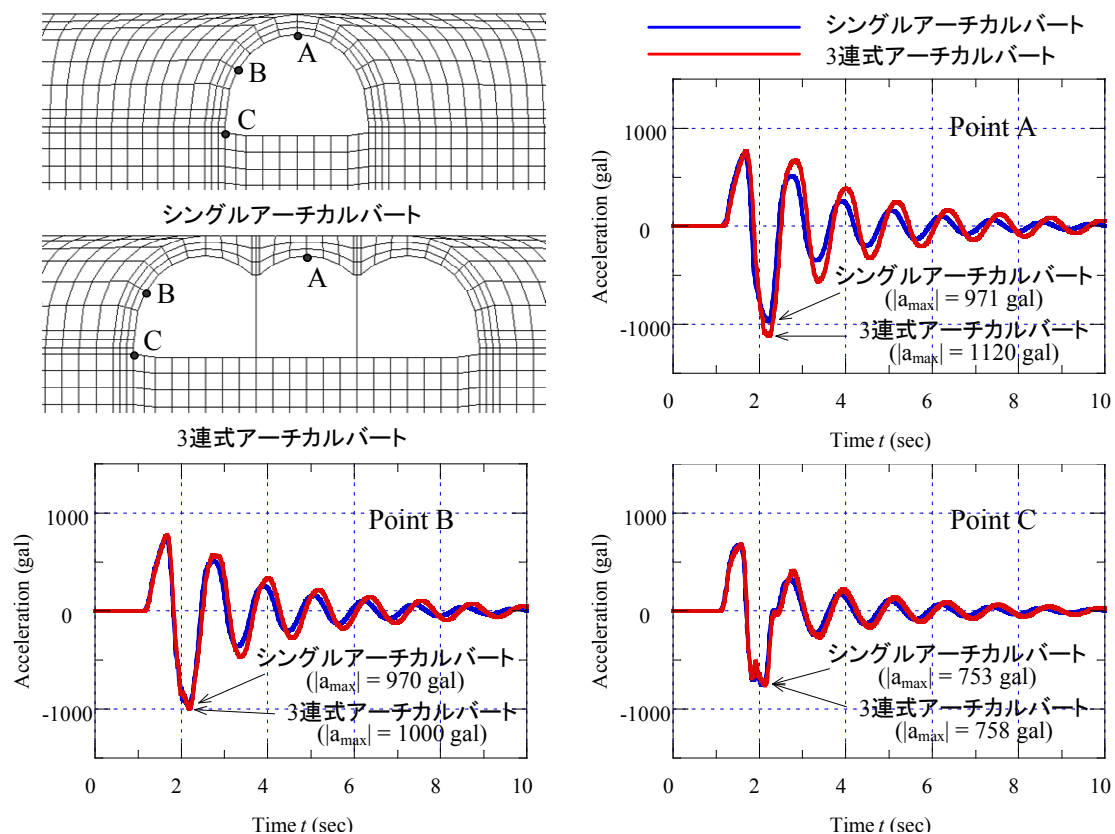 A
B
C
シングルアーチカルバート
A
B
C
3連式アーチカルバート
シングルアーチカルバート
3連式アーチカルバート
Point A
Acceleration (gal)
1000
0
-1000
シングルアーチカルバート
(|amax| = 971 gal)
3連式アーチカルバート
(|amax| = 1120 gal)
0 2 4 6 8 10
Time t (sec)
Point B
Acceleration (gal)
1000
0
-1000
シングルアーチカルバート
(|amax| = 970 gal)
3連式アーチカルバート
(|amax| = 1000 gal)
0 2 4 6 8 10
Time t (sec)
Point C
Acceleration (gal)
1000
0
-1000
シングルアーチカルバート
(|amax| = 753 gal)
3連式アーチカルバート
(|amax| = 758 gal)
0 2 4 6 8 10
Time t (sec)